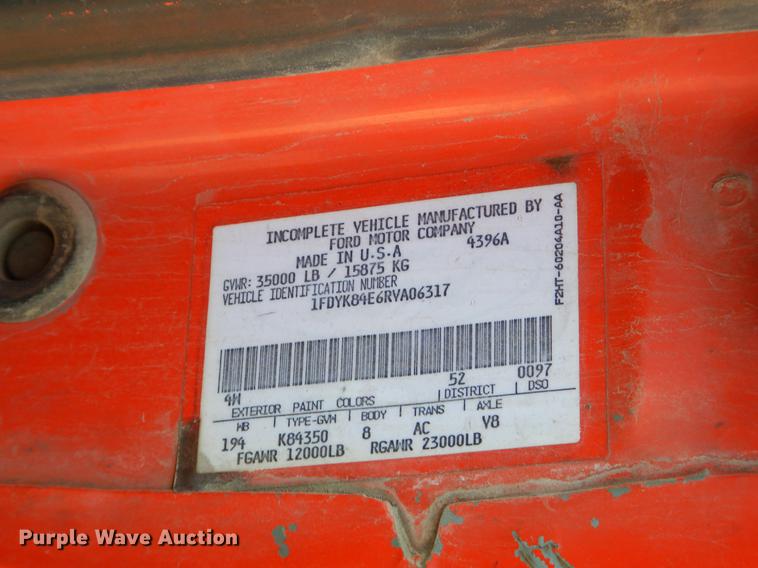 INCOMPLETE VEHICLE MANUFACTURED BY
FORD MOTOR COMPANY
MADE IN U.S.A 4396A
GVWR: 35000 LB / 15875 KG
VEHICLE IDENTIFICATION NUMBER
1FDYK84E6RVA06317
F2HT-60204A10-AA
4W 52 0097
EXTERIOR PAINT COLORS DISTRICT DSO
WB TYPE-GVW BODY TRANS AXLE
194 K84350 8 AC V8
FGAWR 12000LB RGAWR 23000LB
Purple Wave Auction